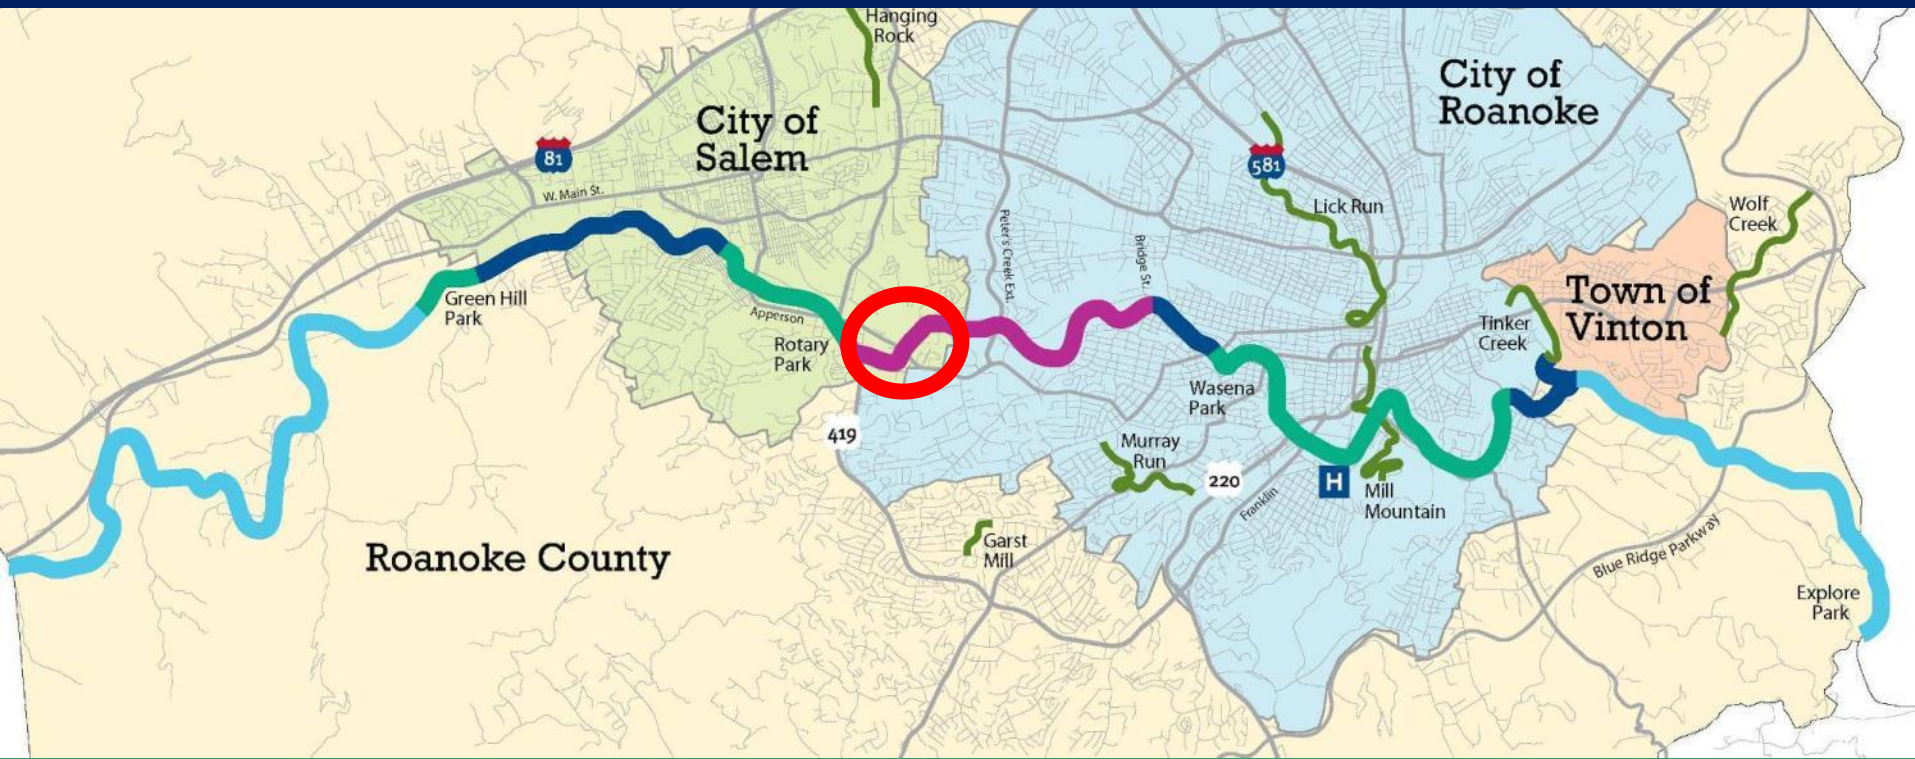 Hanging
Rock
City of
Salem
City of
Roanoke
81
581
W. Main St.
Lick Run
Wolf
Creek
Peter's Creek Ext.
Bridge St.
Green Hill
Park
Apperson
Rotary
Park
Town of
Vinton
Tinker
Creek
Wasena
Park
419
Murray
Run
220
Franklin
H
Mill
Mountain
Garst
Mill
Roanoke County
Blue Ridge Parkway
Explore
Park